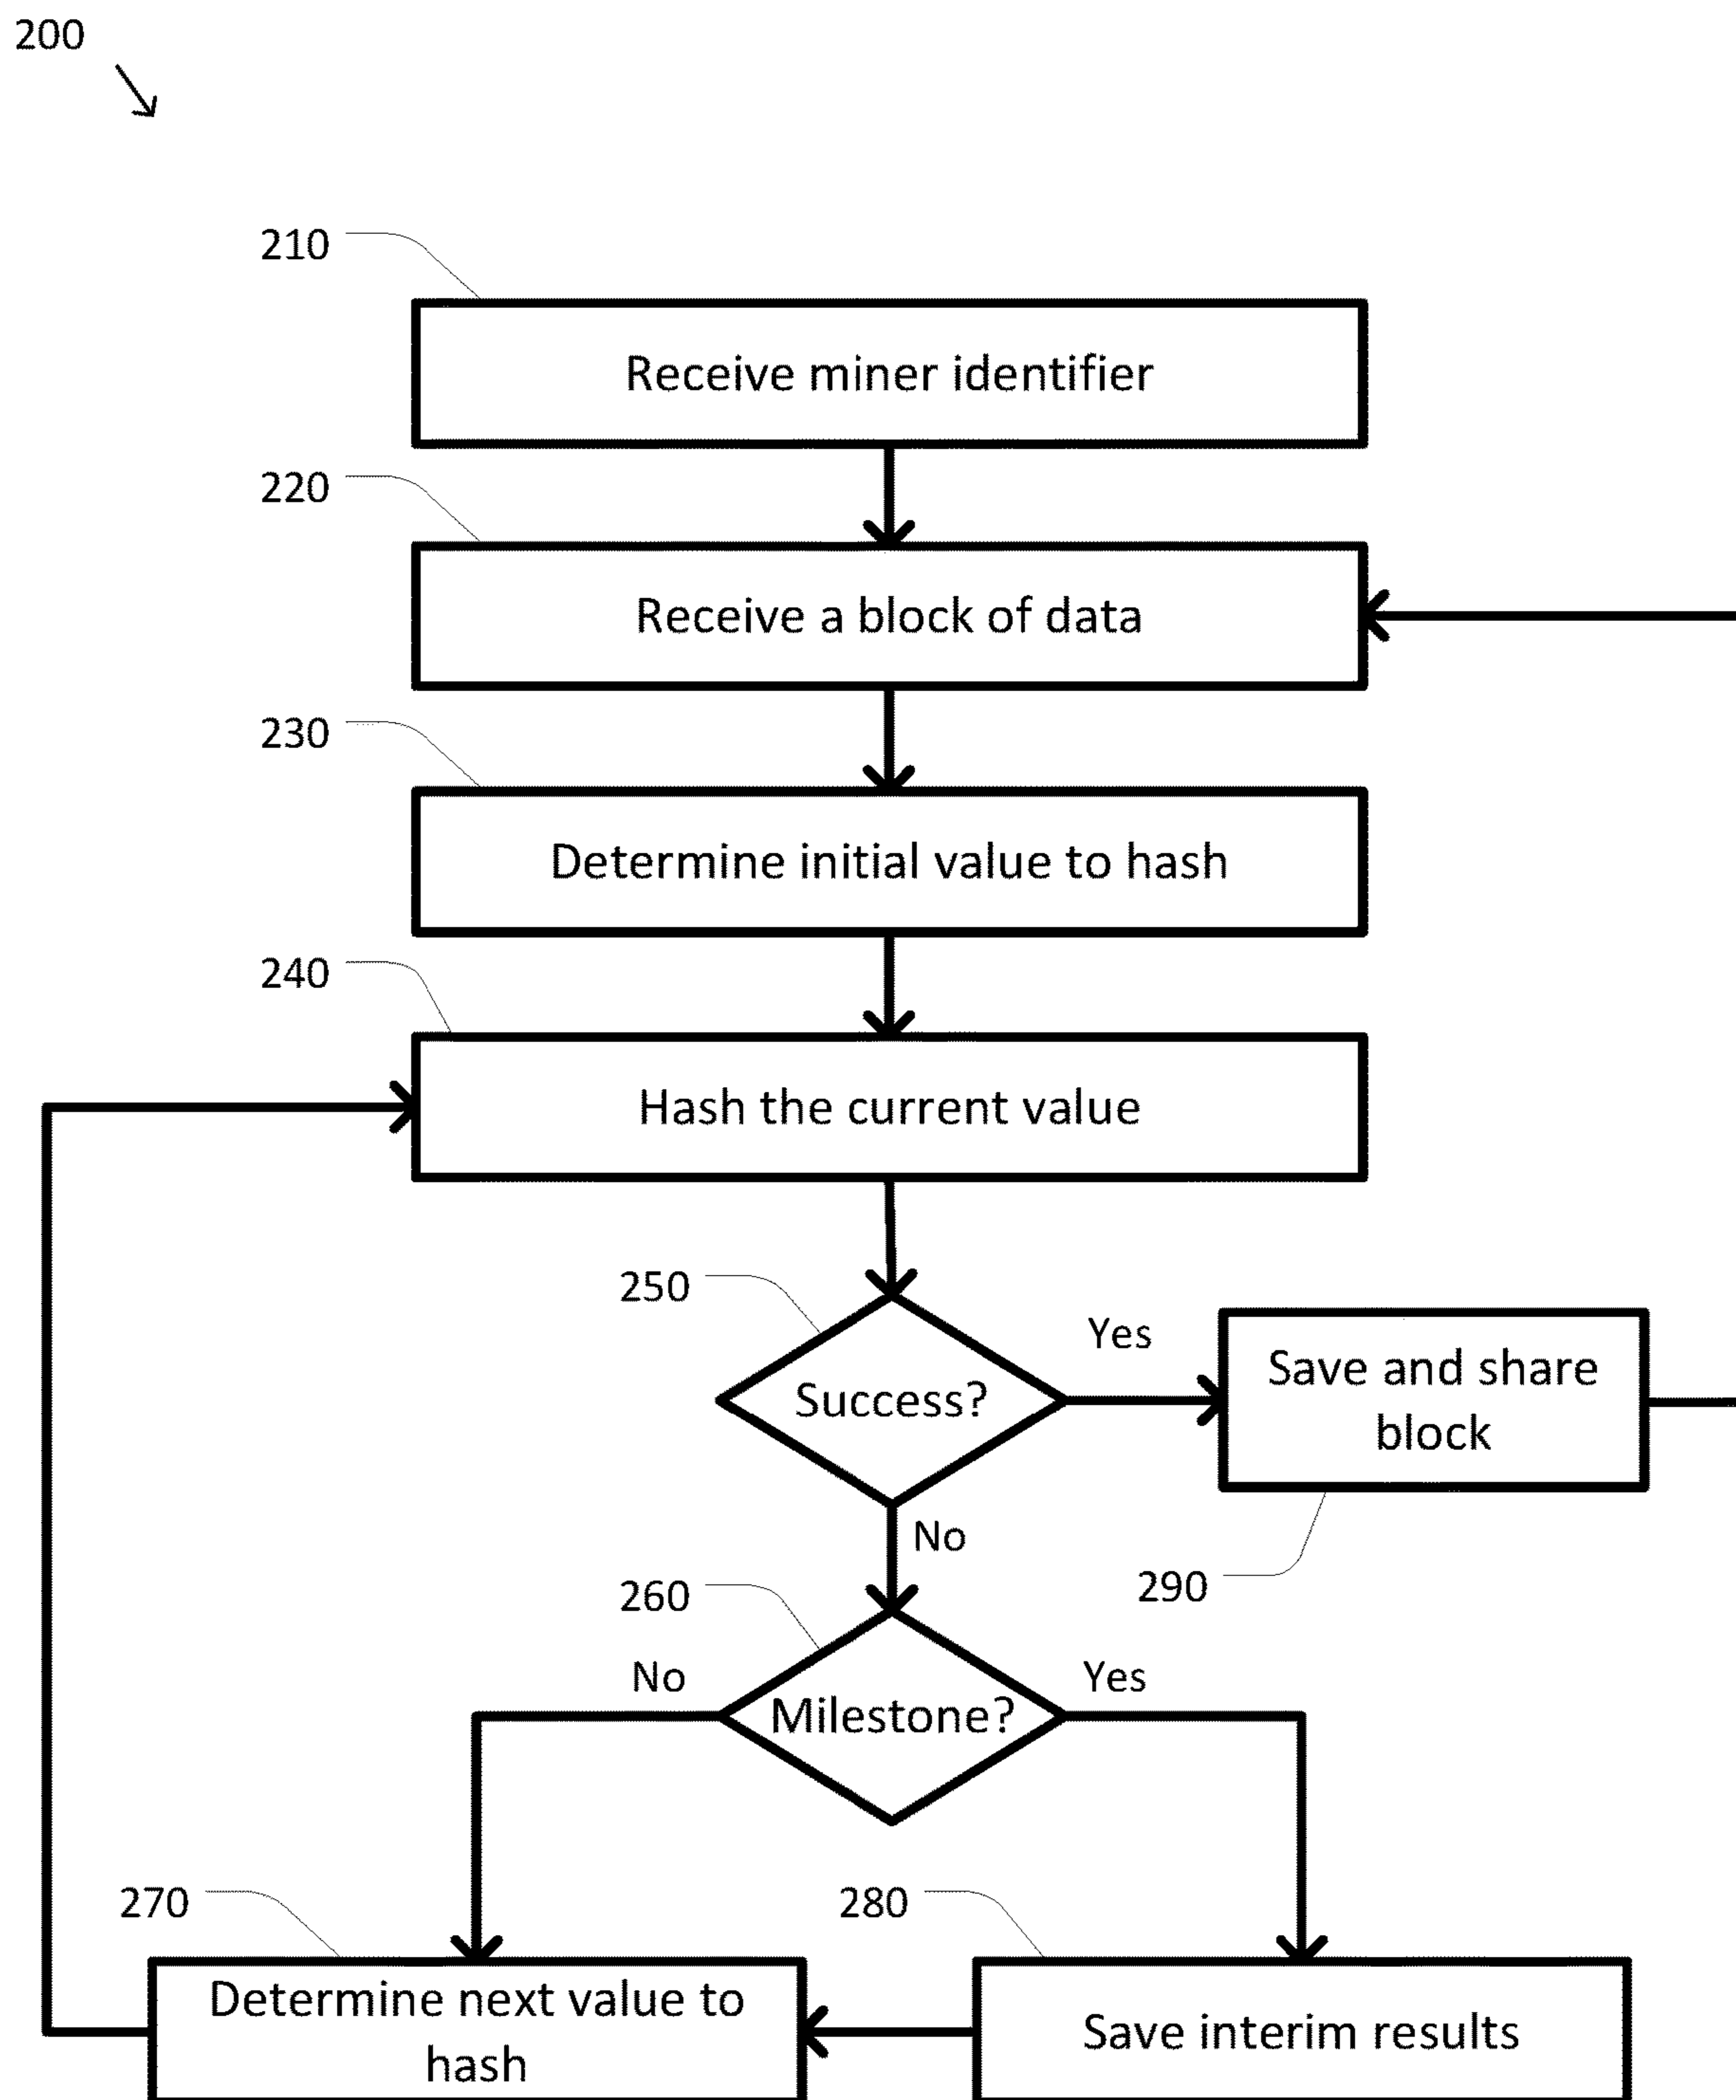 200
210
Receive miner identifier
220
Receive a block of data
230
Determine initial value to hash
240
Hash the current value
250
Success?
Yes
Save and share
block
290
No
260
Milestone?
No
Yes
270
Determine next value to
hash
280
Save interim results